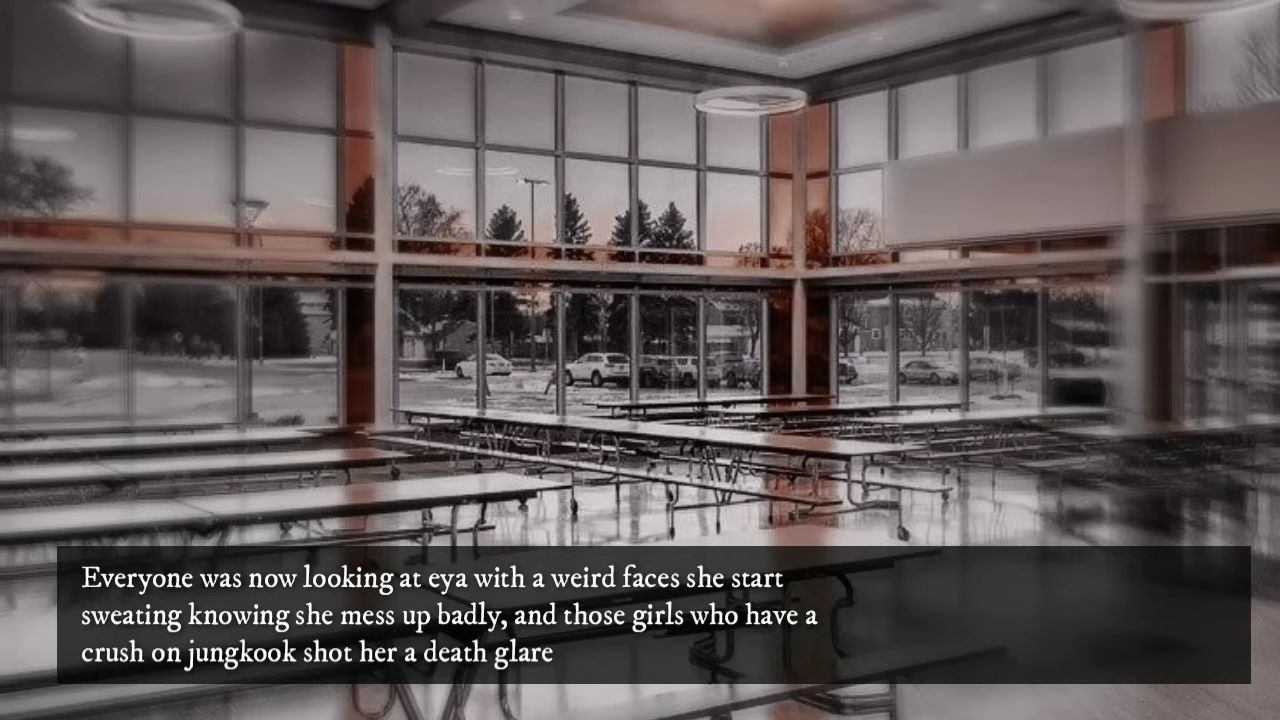 Everyone was now looking at eya with a weird faces she start
sweating knowing she mess up badly, and those girls who have a
crush on jungkook shot her a death glare